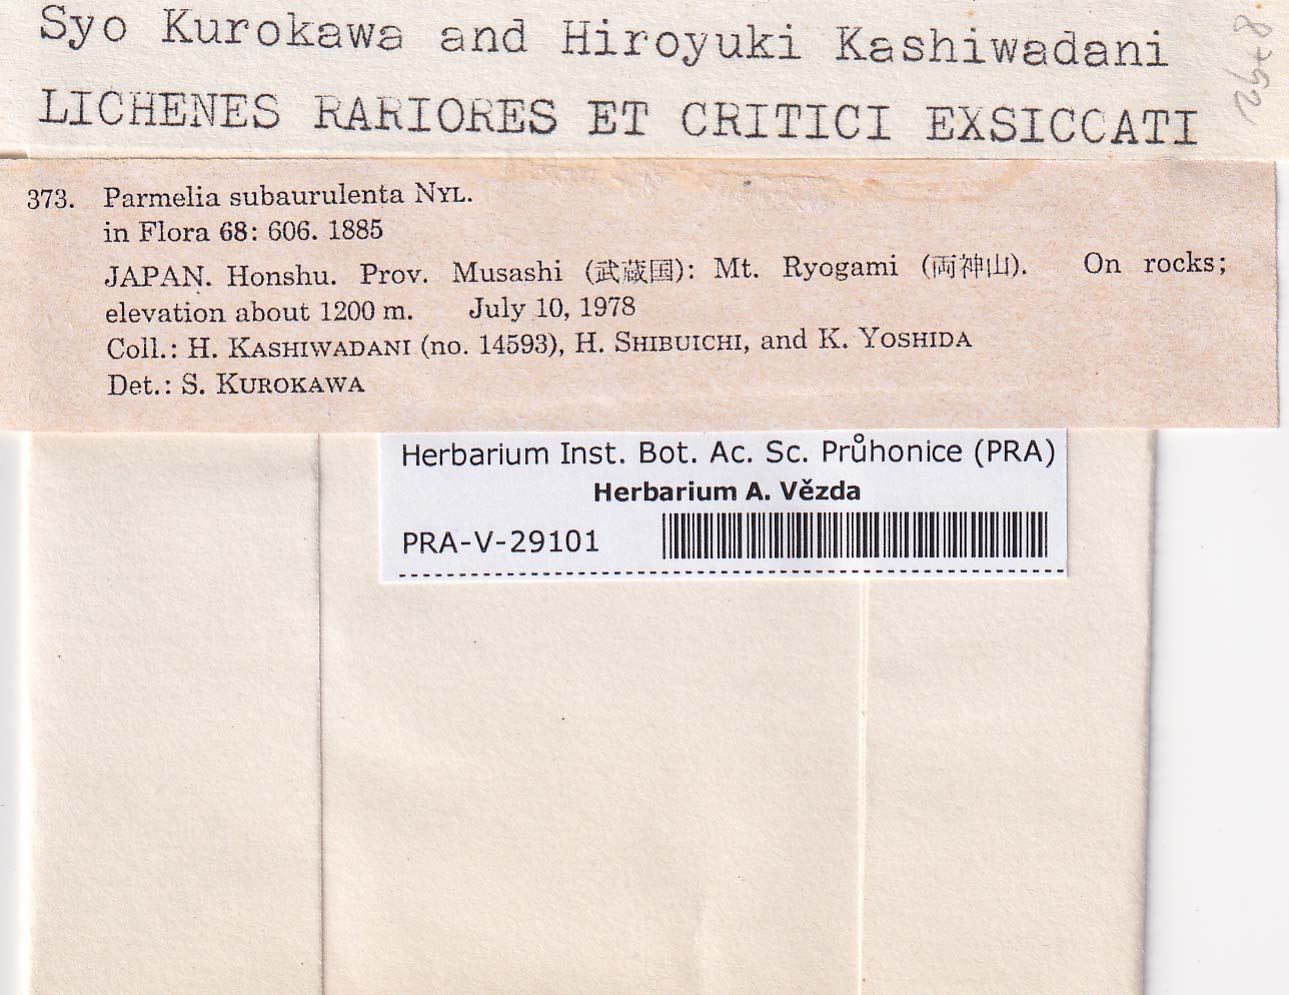 Syo Kurokawa and Hiroyuki Kashiwadani
LICHENES RARIORES ET CRITICI EXSICCATI
373. Parmelia subaurulenta NYL.
in Flora 68: 606. 1885
JAPAN. Honshu. Prov. Musashi (武蔵国): Mt. Ryogami (両神山). On rocks;
elevation about 1200 m. July 10, 1978
Coll.: H. KASHIWADANI (no. 14593), H. SHIBUICHI, and K. YOSHIDA
Det.: S. KUROKAWA
Herbarium Inst. Bot. Ac. Sc. Průhonice (PRA)
Herbarium A. Vězda
PRA-V-29101